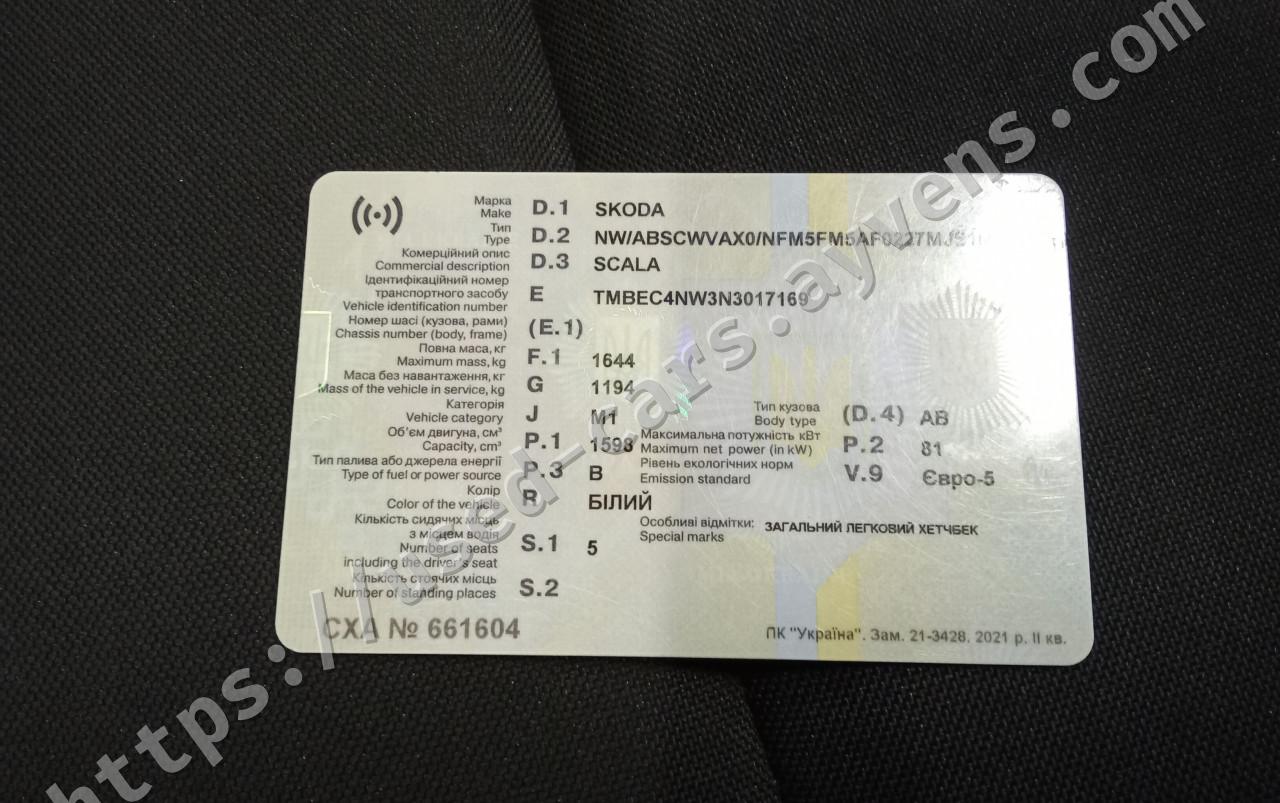 Марка
Make D.1 SKODA
Тип
Type D.2 NW/ABSCWVAX0/NFM5FM5AF0227MJS1
Комерційний опис
Commercial description D.3 SCALA
Ідентифікаційний номер
транспортного засобу E TMBEC4NW3N3017169
Vehicle identification number
Номер шасі (кузова, рами) (E.1)
Chassis number (body, frame)
Повна маса, кг
Maximum mass, kg F.1 1644
Маса без навантаження, кг
Mass of the vehicle in service, kg G 1194
Категорія
Vehicle category J M1
Тип кузова
Body type (D.4) AB
Об'єм двигуна, см³
Capacity, cm³ P.1 1598
Максимальна потужність кВт
Maximum net power (in kW) P.2 81
Тип палива або джерела енергії
Type of fuel or power source P.3 B
Рівень екологічних норм
Emission standard V.9 Євро-5
Колір
Color of the vehicle R БІЛИЙ
Кількість сидячих місць
з місцем водія
Number of seats S.1 5
including the driver's seat
Особливі відмітки: ЗАГАЛЬНИЙ ЛЕГКОВИЙ ХЕТЧБЕК
Special marks
Кількість стоячих місць
Number of standing places S.2
СХА № 661604
ПК "Україна". Зам. 21-3428. 2021 р. II кв.
https://used-cars.ayvens.com